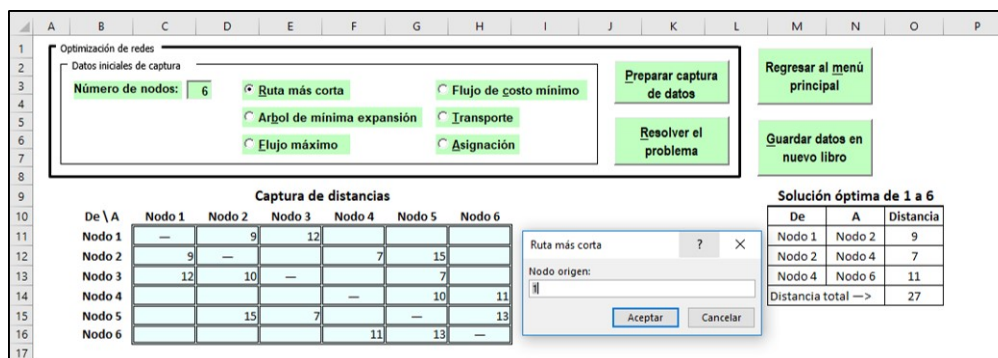 A B C D E F G H I J K L M N O P
1 Optimización de redes
2 Datos iniciales de captura
3 Número de nodos: 6 Ruta más corta Flujo de costo mínimo Preparar captura de datos Regresar al menú principal
4
5 Arbol de mínima expansión Transporte
6 Flujo máximo Asignación Resolver el problema Guardar datos en nuevo libro
7
8
9 Captura de distancias Solución óptima de 1 a 6
10 De \ A Nodo 1 Nodo 2 Nodo 3 Nodo 4 Nodo 5 Nodo 6 De A Distancia
11 Nodo 1 — 9 12 Ruta más corta ? × Nodo 1 Nodo 2 9
12 Nodo 2 9 — 7 15 Nodo origen: Nodo 2 Nodo 4 7
13 Nodo 3 12 10 — 7 1 Nodo 4 Nodo 6 11
14 Nodo 4 — 10 11 Distancia total —> 27
15 Nodo 5 15 7 — 13 Aceptar Cancelar
16 Nodo 6 11 13 —
17